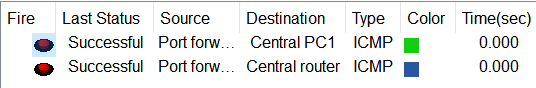 Fire Last Status Source Destination Type Color Time(sec)
Successful Port forw... Central PC1 ICMP 0.000
Successful Port forw... Central router ICMP 0.000